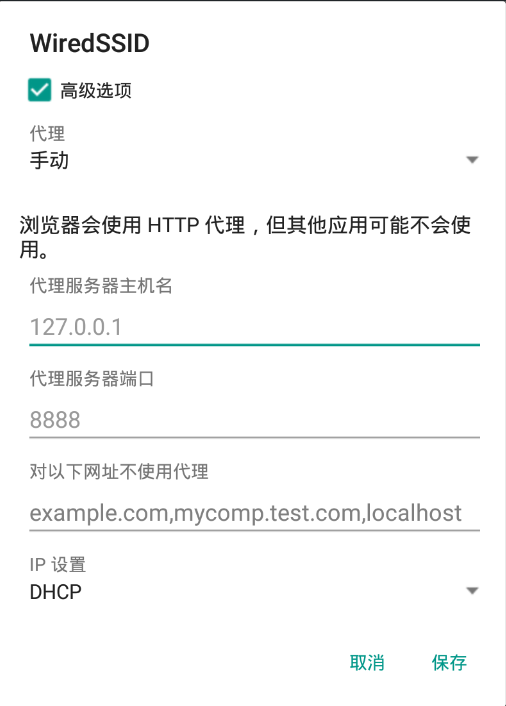 WiredSSID
高级选项
代理
手动
浏览器会使用 HTTP 代理，但其他应用可能不会使
用。
代理服务器主机名
127.0.0.1
代理服务器端口
8888
对以下网址不使用代理
example.com,mycomp.test.com,localhost
IP 设置
DHCP
取消 保存